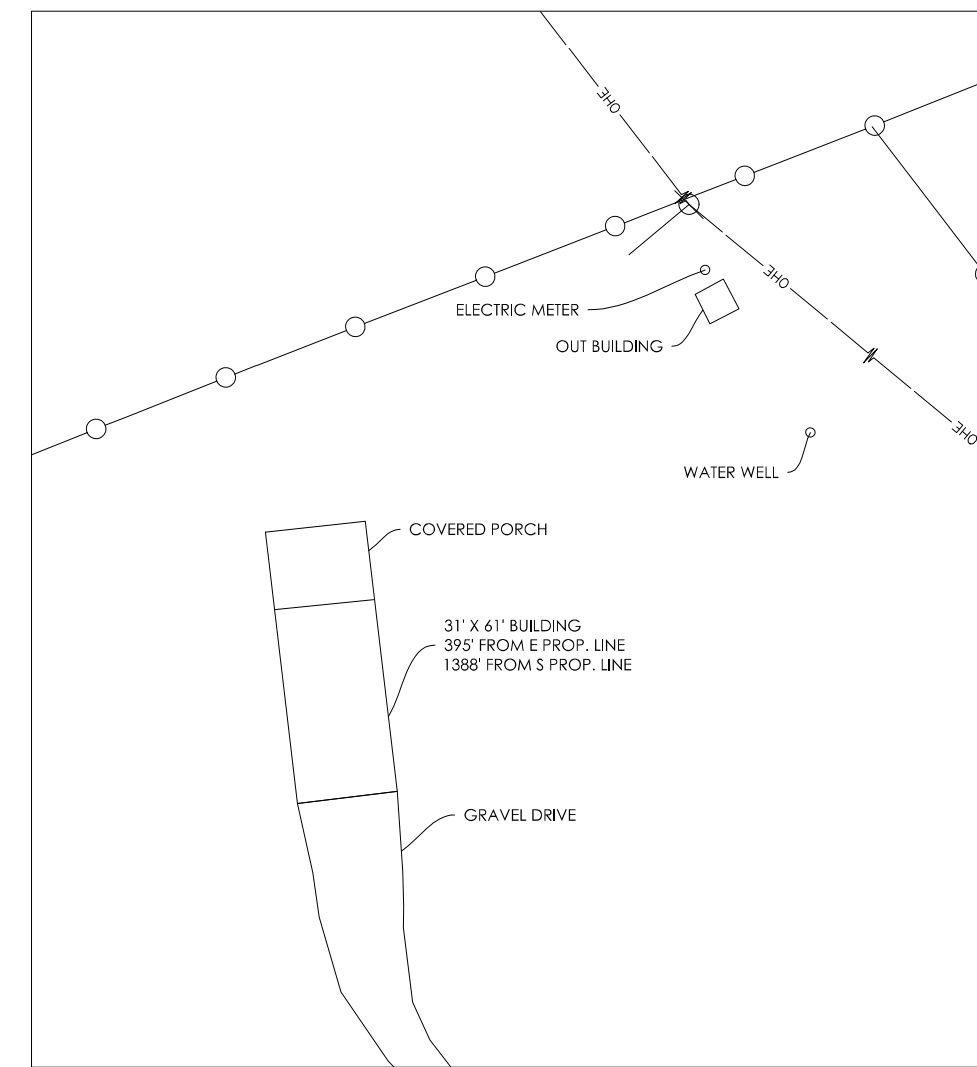 OHE
ELECTRIC METER
OHE
OUT BUILDING
OHE
WATER WELL
COVERED PORCH
31' X 61' BUILDING
395' FROM E PROP. LINE
1388' FROM S PROP. LINE
GRAVEL DRIVE